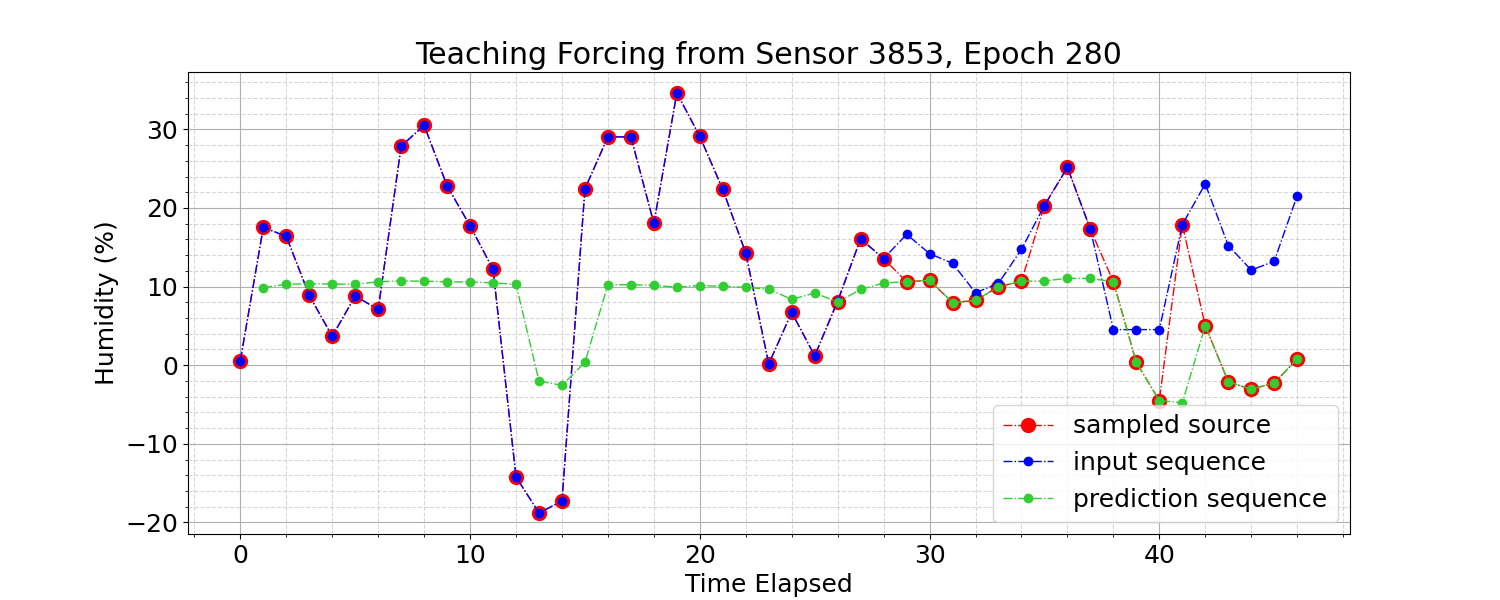 Teaching Forcing from Sensor 3853, Epoch 280
Humidity (%)
30
20
10
0
−10
−20
0
10
20
30
40
Time Elapsed
sampled source
input sequence
prediction sequence